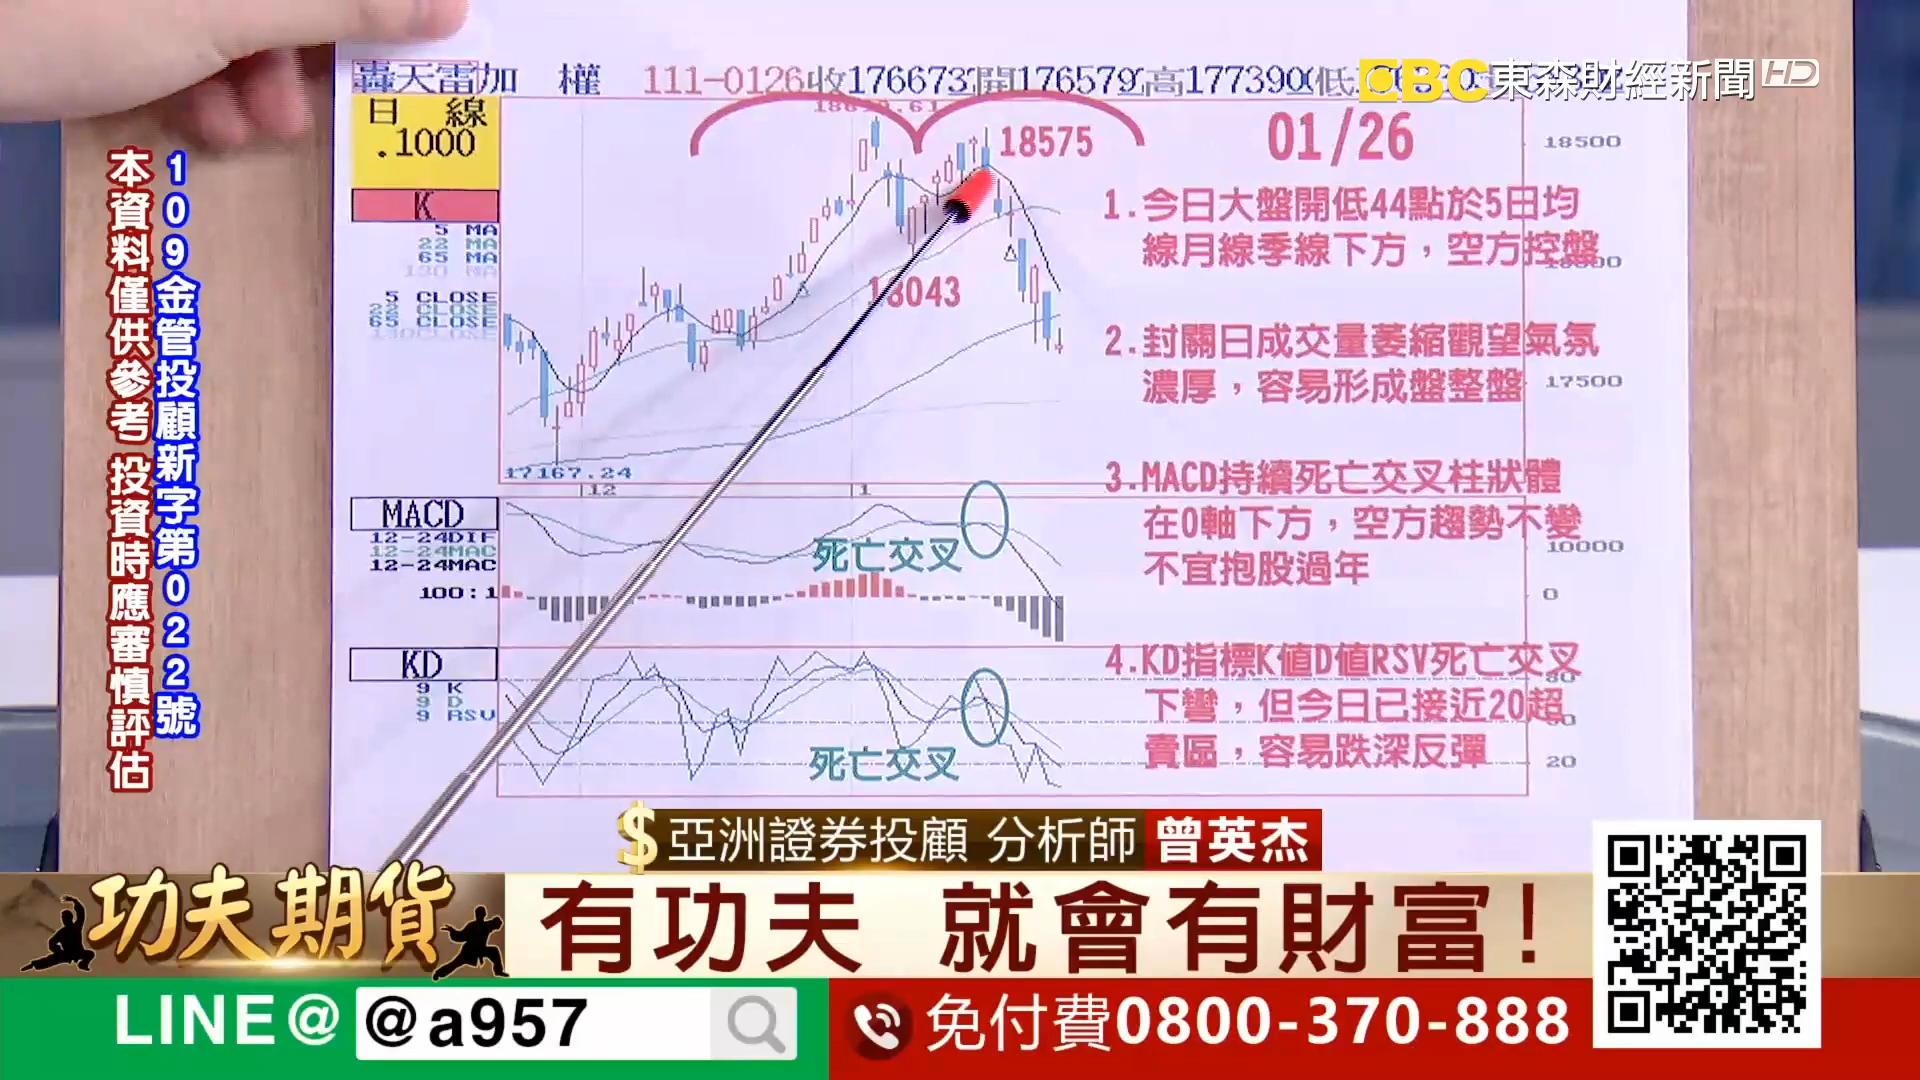 轟天雷加 權 111-0126收176673開176579高177390低
EBC東森財經新聞HD
日 線
.1000
K
5 MA
22 MA
65 MA
130 MA
5 CLOSE
22 CLOSE
65 CLOSE
130CLOSE
18575
18043
17167.24
12
1
18500
17500
01/26
1.今日大盤開低44點於5日均
線月線季線下方，空方控盤
2.封關日成交量萎縮觀望氣氛
濃厚，容易形成盤整盤
3.MACD持續死亡交叉柱狀體
在0軸下方，空方趨勢不變
不宜抱股過年
4.KD指標K值D值RSV死亡交叉
下彎，但今日已接近20超
賣區，容易跌深反彈
MACD
12-24DIF
12-24MAC
12-24MAC
100:1
死亡交叉
10000
0
KD
9 K
9 D
9 RSV
死亡交叉
80
20
109金管投顧新字第022號
本資料僅供參考 投資時應審慎評估
$亞洲證券投顧 分析師 曾英杰
功夫期貨
有功夫 就會有財富!
LINE@ @a957
免付費0800-370-888